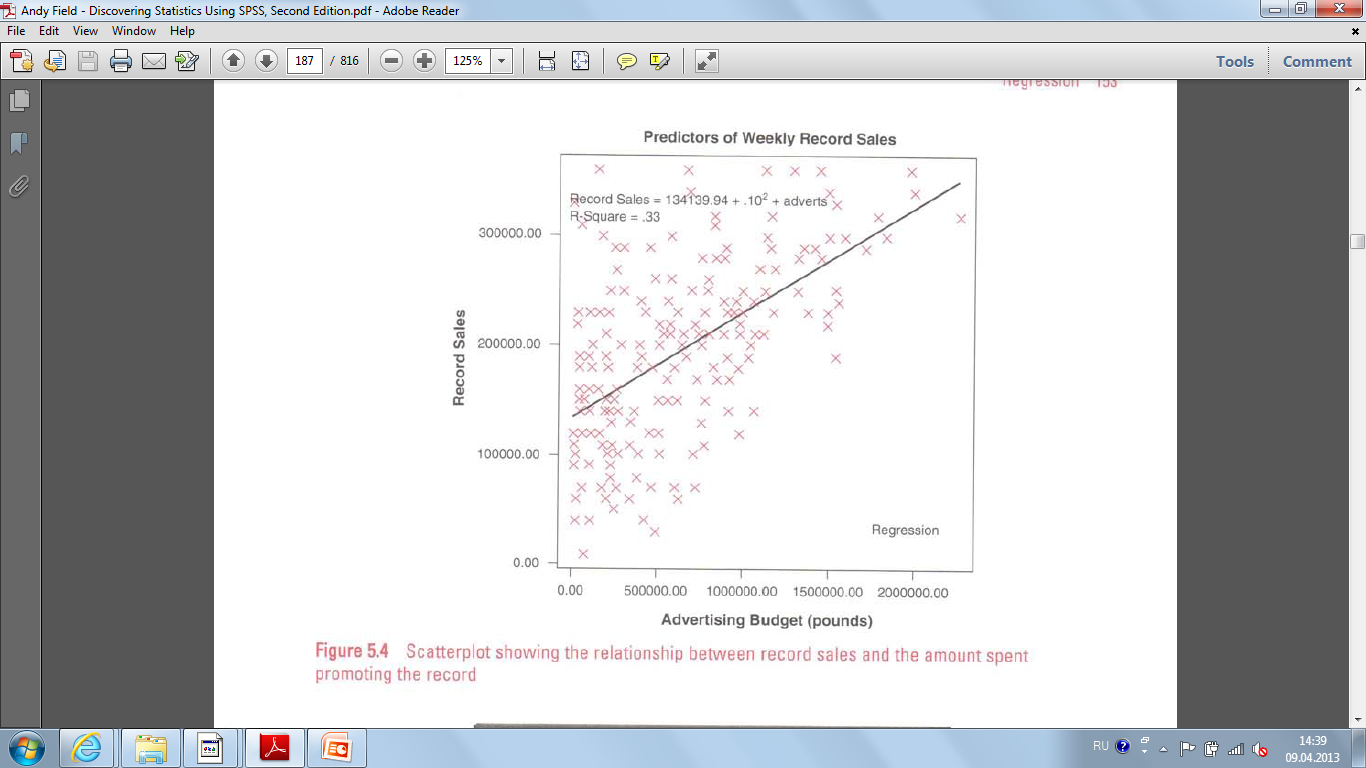 Andy Field - Discovering Statistics Using SPSS, Second Edition.pdf - Adobe Reader
File Edit View Window Help
187 / 816 125% Tools Comment
Regression 153
Predictors of Weekly Record Sales
Record Sales = 134139.94 + .10² + adverts
R-Square = .33
300000.00
200000.00
100000.00
0.00
Record Sales
Regression
0.00 500000.00 1000000.00 1500000.00 2000000.00
Advertising Budget (pounds)
Figure 5.4 Scatterplot showing the relationship between record sales and the amount spent
promoting the record
RU 14:39
09.04.2013